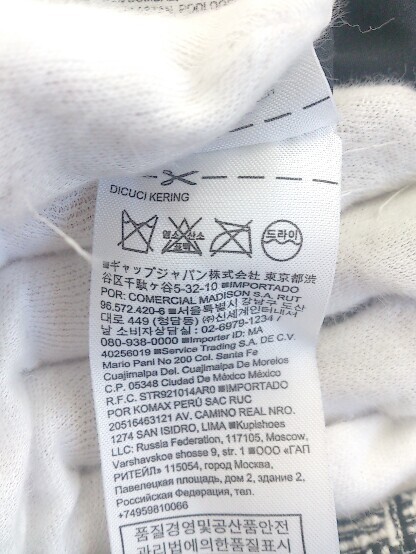 DICUCI KERING
염소 산소
표백
드라이
■ギャップジャパン株式会社 東京都渋
谷区千駄ヶ谷5-32-10 ■IMPORTADO
POR: COMERCIAL MADISON S.A. RUT
96.572.420-6 ■서울특별시 강남구 도산
대로 449 (청담동) ㈜신세계인터내셔
날 소비자상담실: 02-6979-1234 /
080-938-0000 ■Importer ID: MA
40256019 ■Service Trading S.A. DE C.V.
Mario Pani No 200 Col. Santa Fe
Cuajimalpa Del. Cuajimalpa De Morelos
C.P. 05348 Ciudad De México México
R.F.C. STR921014AR0 ■IMPORTADO
POR KOMAX PERÚ SAC RUC
20516463121 AV. CAMINO REAL NRO.
1274 SAN ISIDRO, LIMA ■Kupishoes
LLC: Russia Federation, 117105, Moscow,
Varshavskoe shosse 9, str. 1 ■ООО «ГАП
РИТЕЙЛ» 115054, город Москва,
Павелецкая площадь, дом 2, здание 2,
Российская Федерация, тел.
+74959810066
품질경영및공산품안전
관리법에의한품질표시